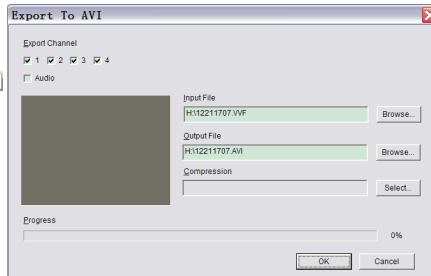 Export To AVI
Export Channel
1 2 3 4
Audio
Input File
H:\12211707.VVF
Browse...
Output File
H:\12211707.AVI
Browse...
Compression
Select...
Progress
0%
OK Cancel